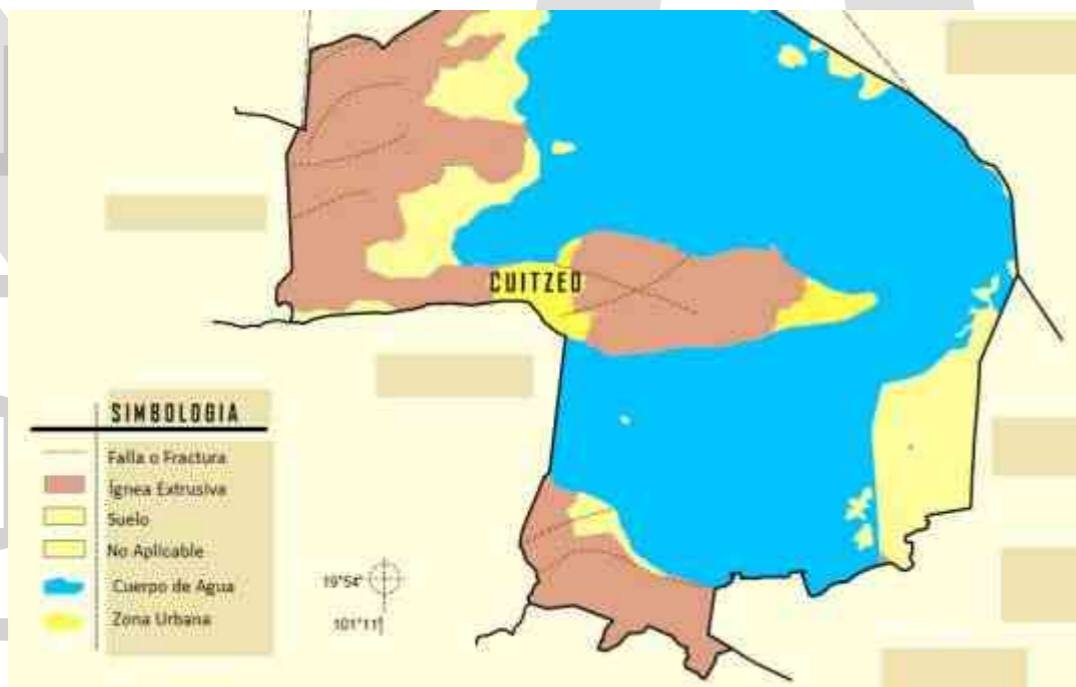 CUITZEO
SIMBOLOGIA
Falla o Fractura
Ígnea Extrusiva
Suelo
No Aplicable
Cuerpo de Agua
Zona Urbana
19°54'
101°11'